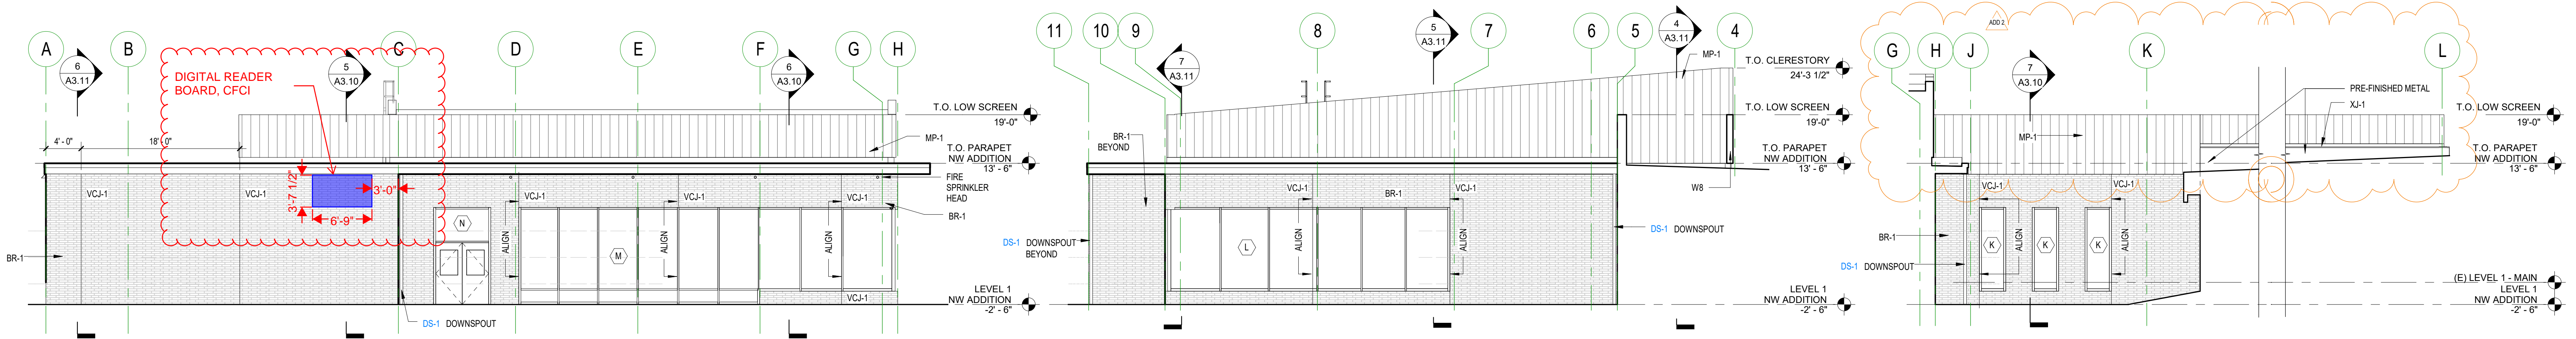 A
B
C
D
E
F
G
H
6
A3.11
5
A3.10
6
A3.10
DIGITAL READER
BOARD, CFCI
4' - 0"
18' - 0"
3'-7 1/2"
6'-9"
3'-0"
VCJ-1
VCJ-1
VCJ-1
VCJ-1
VCJ-1
VCJ-1
N
M
ALIGN
ALIGN
ALIGN
BR-1
DS-1 DOWNSPOUT
T.O. LOW SCREEN
19'-0"
MP-1
T.O. PARAPET
NW ADDITION
13' - 6"
FIRE
SPRINKLER
HEAD
BR-1
LEVEL 1
NW ADDITION
-2' - 6"
11
10
9
8
7
6
5
4
7
A3.11
5
A3.11
4
A3.11
MP-1
BR-1
BEYOND
VCJ-1
BR-1
VCJ-1
L
ALIGN
ALIGN
DS-1 DOWNSPOUT
BEYOND
DS-1 DOWNSPOUT
W8
T.O. CLERESTORY
24'-3 1/2"
T.O. LOW SCREEN
19'-0"
T.O. PARAPET
NW ADDITION
13' - 6"
LEVEL 1
NW ADDITION
-2' - 6"
ADD 2
G
H
J
K
L
7
A3.10
MP-1
PRE-FINISHED METAL
XJ-1
VCJ-1
VCJ-1
BR-1
K
K
K
ALIGN
ALIGN
DS-1 DOWNSPOUT
T.O. LOW SCREEN
19'-0"
T.O. PARAPET
NW ADDITION
13' - 6"
(E) LEVEL 1 - MAIN
LEVEL 1
NW ADDITION
-2' - 6"